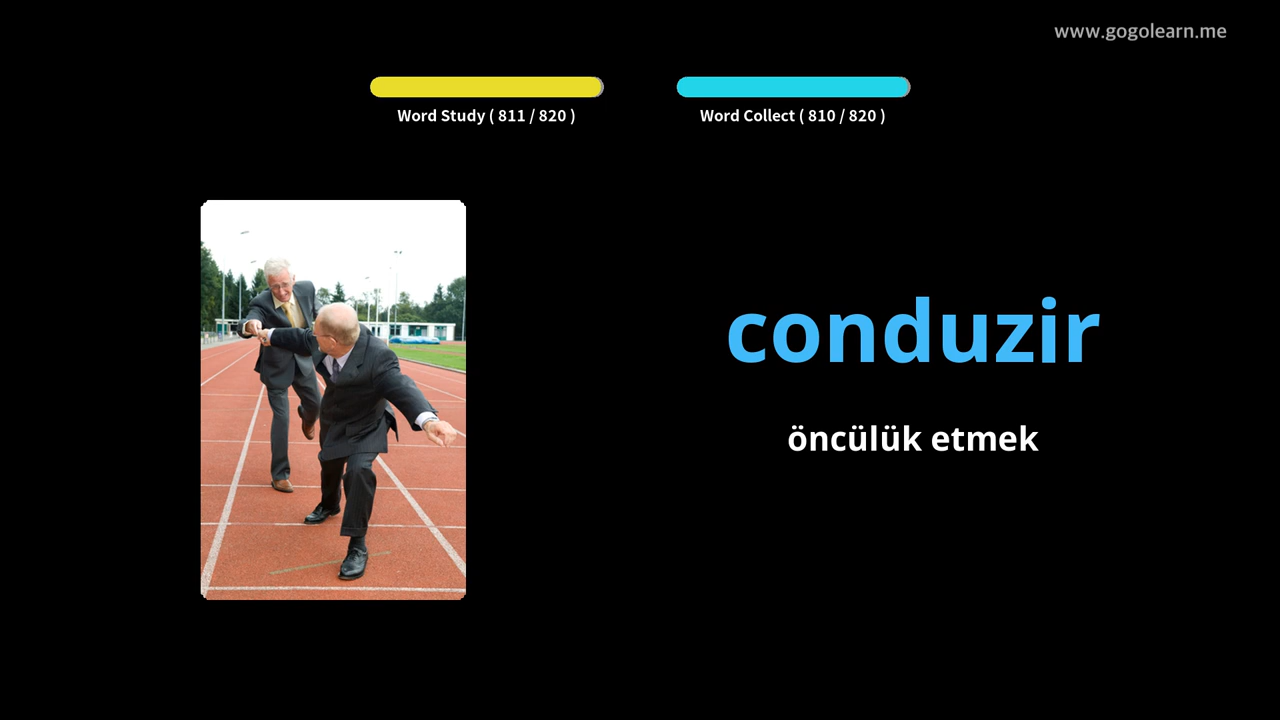 www.gogolearn.me
Word Study ( 811 / 820 )
Word Collect ( 810 / 820 )
conduzir
öncülük etmek